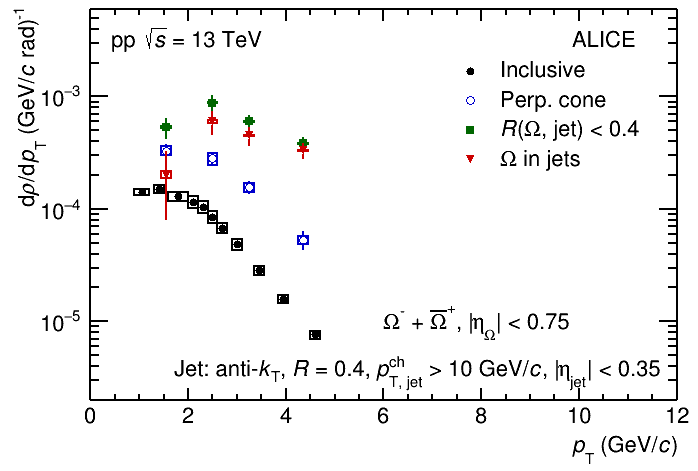 pp √s = 13 TeV
ALICE
Inclusive
Perp. cone
R(Ω, jet) < 0.4
Ω in jets
dρ/dp_T (GeV/c rad)⁻¹
10⁻³
10⁻⁴
10⁻⁵
Ω⁻ + Ω̅⁺, |η_Ω| < 0.75
Jet: anti-k_T, R = 0.4, p_T, jet^ch > 10 GeV/c, |η_jet| < 0.35
0 2 4 6 8 10 12
p_T (GeV/c)